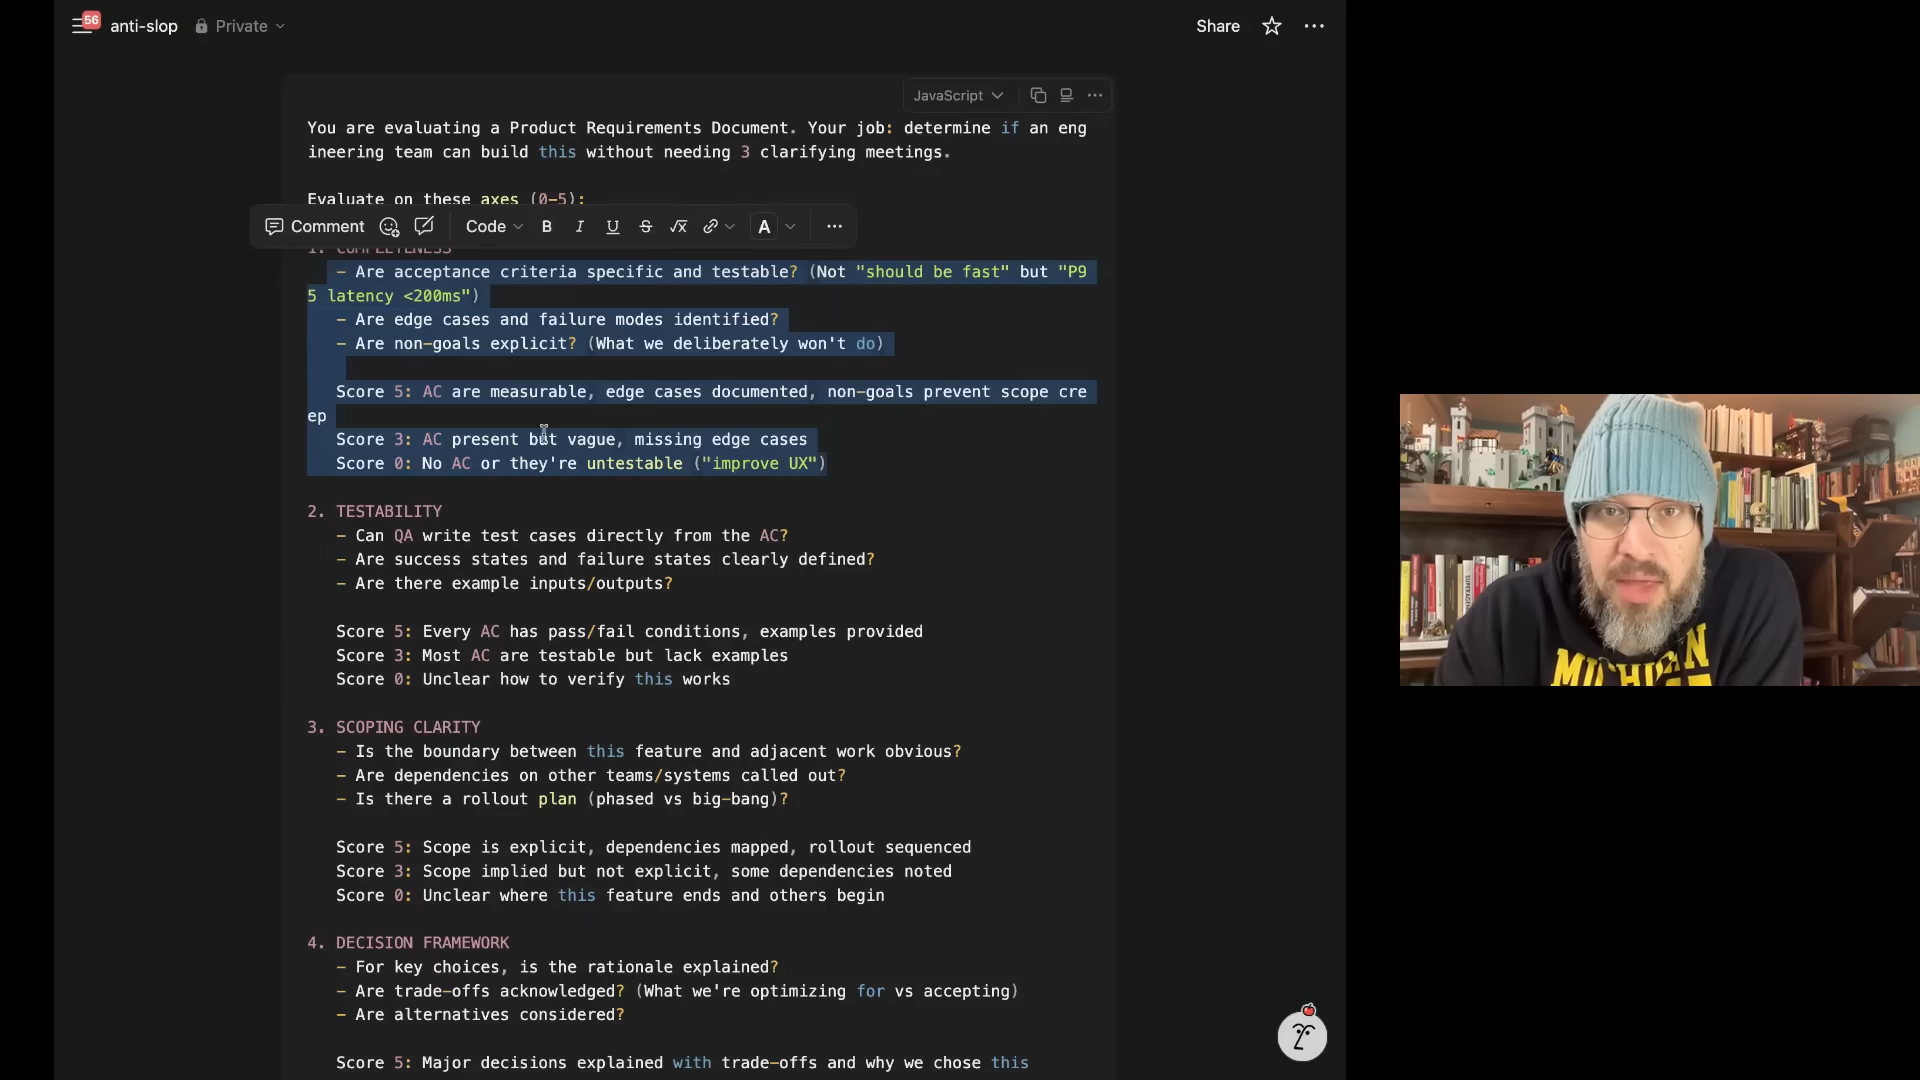 56
anti-slop
Private
Share
JavaScript
You are evaluating a Product Requirements Document. Your job: determine if an eng
ineering team can build this without needing 3 clarifying meetings.
Evaluate on these axes (0-5):
Comment
Code
B I U S √x A
1. COMPLETENESS
- Are acceptance criteria specific and testable? (Not "should be fast" but "P9
5 latency <200ms")
- Are edge cases and failure modes identified?
- Are non-goals explicit? (What we deliberately won't do)
Score 5: AC are measurable, edge cases documented, non-goals prevent scope cre
ep
Score 3: AC present but vague, missing edge cases
Score 0: No AC or they're untestable ("improve UX")
2. TESTABILITY
- Can QA write test cases directly from the AC?
- Are success states and failure states clearly defined?
- Are there example inputs/outputs?
Score 5: Every AC has pass/fail conditions, examples provided
Score 3: Most AC are testable but lack examples
Score 0: Unclear how to verify this works
3. SCOPING CLARITY
- Is the boundary between this feature and adjacent work obvious?
- Are dependencies on other teams/systems called out?
- Is there a rollout plan (phased vs big-bang)?
Score 5: Scope is explicit, dependencies mapped, rollout sequenced
Score 3: Scope implied but not explicit, some dependencies noted
Score 0: Unclear where this feature ends and others begin
4. DECISION FRAMEWORK
- For key choices, is the rationale explained?
- Are trade-offs acknowledged? (What we're optimizing for vs accepting)
- Are alternatives considered?
Score 5: Major decisions explained with trade-offs and why we chose this
MICHIGAN